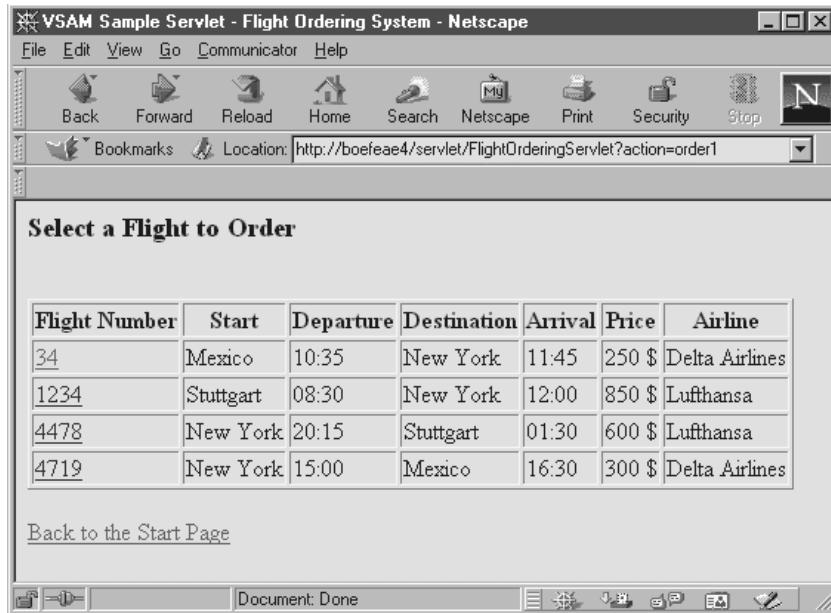 VSAM Sample Servlet - Flight Ordering System - Netscape
File Edit View Go Communicator Help
Back Forward Reload Home Search Netscape Print Security Stop
My
N
Bookmarks Location: http://boefeae4/servlet/FlightOrderingServlet?action=order1
Select a Flight to Order
Flight Number Start Departure Destination Arrival Price Airline
34 Mexico 10:35 New York 11:45 250 $ Delta Airlines
1234 Stuttgart 08:30 New York 12:00 850 $ Lufthansa
4478 New York 20:15 Stuttgart 01:30 600 $ Lufthansa
4719 New York 15:00 Mexico 16:30 300 $ Delta Airlines
Back to the Start Page
Document: Done